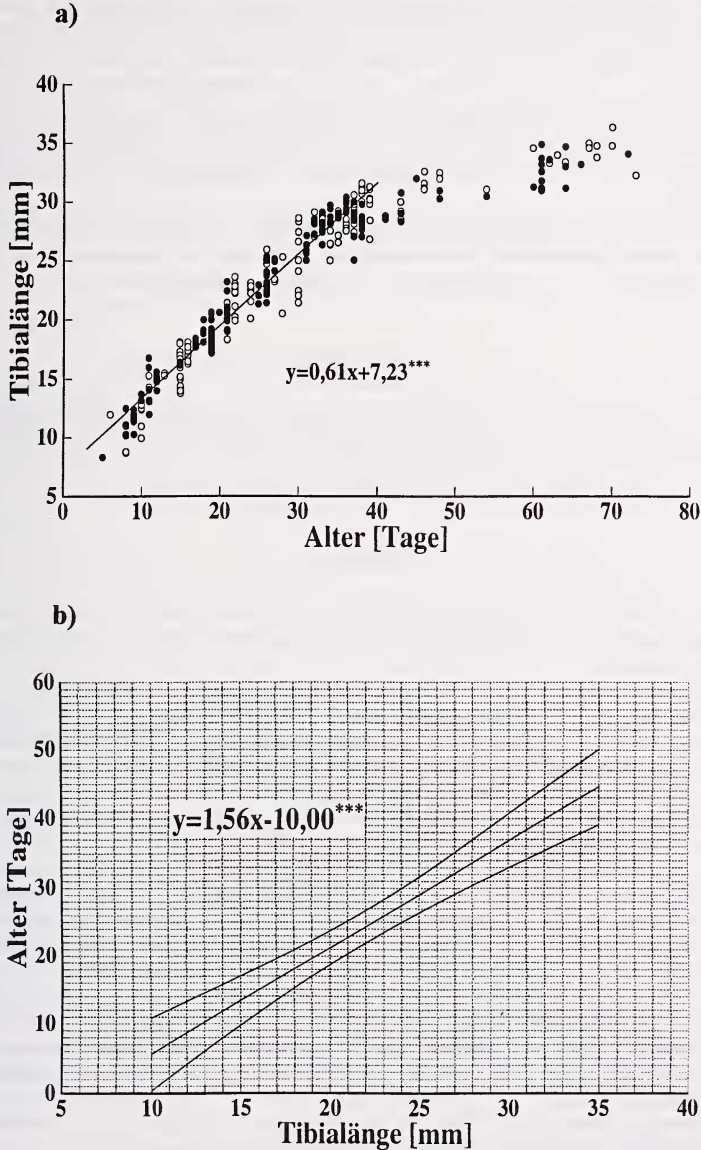 a)
40
35
30
25
20
15
10
5
Tibialänge [mm]
y=0,61x+7,23***
0 10 20 30 40 50 60 70 80
Alter [Tage]
b)
60
50
40
30
20
10
0
Alter [Tage]
y=1,56x-10,00***
5 10 15 20 25 30 35 40
Tibialänge [mm]